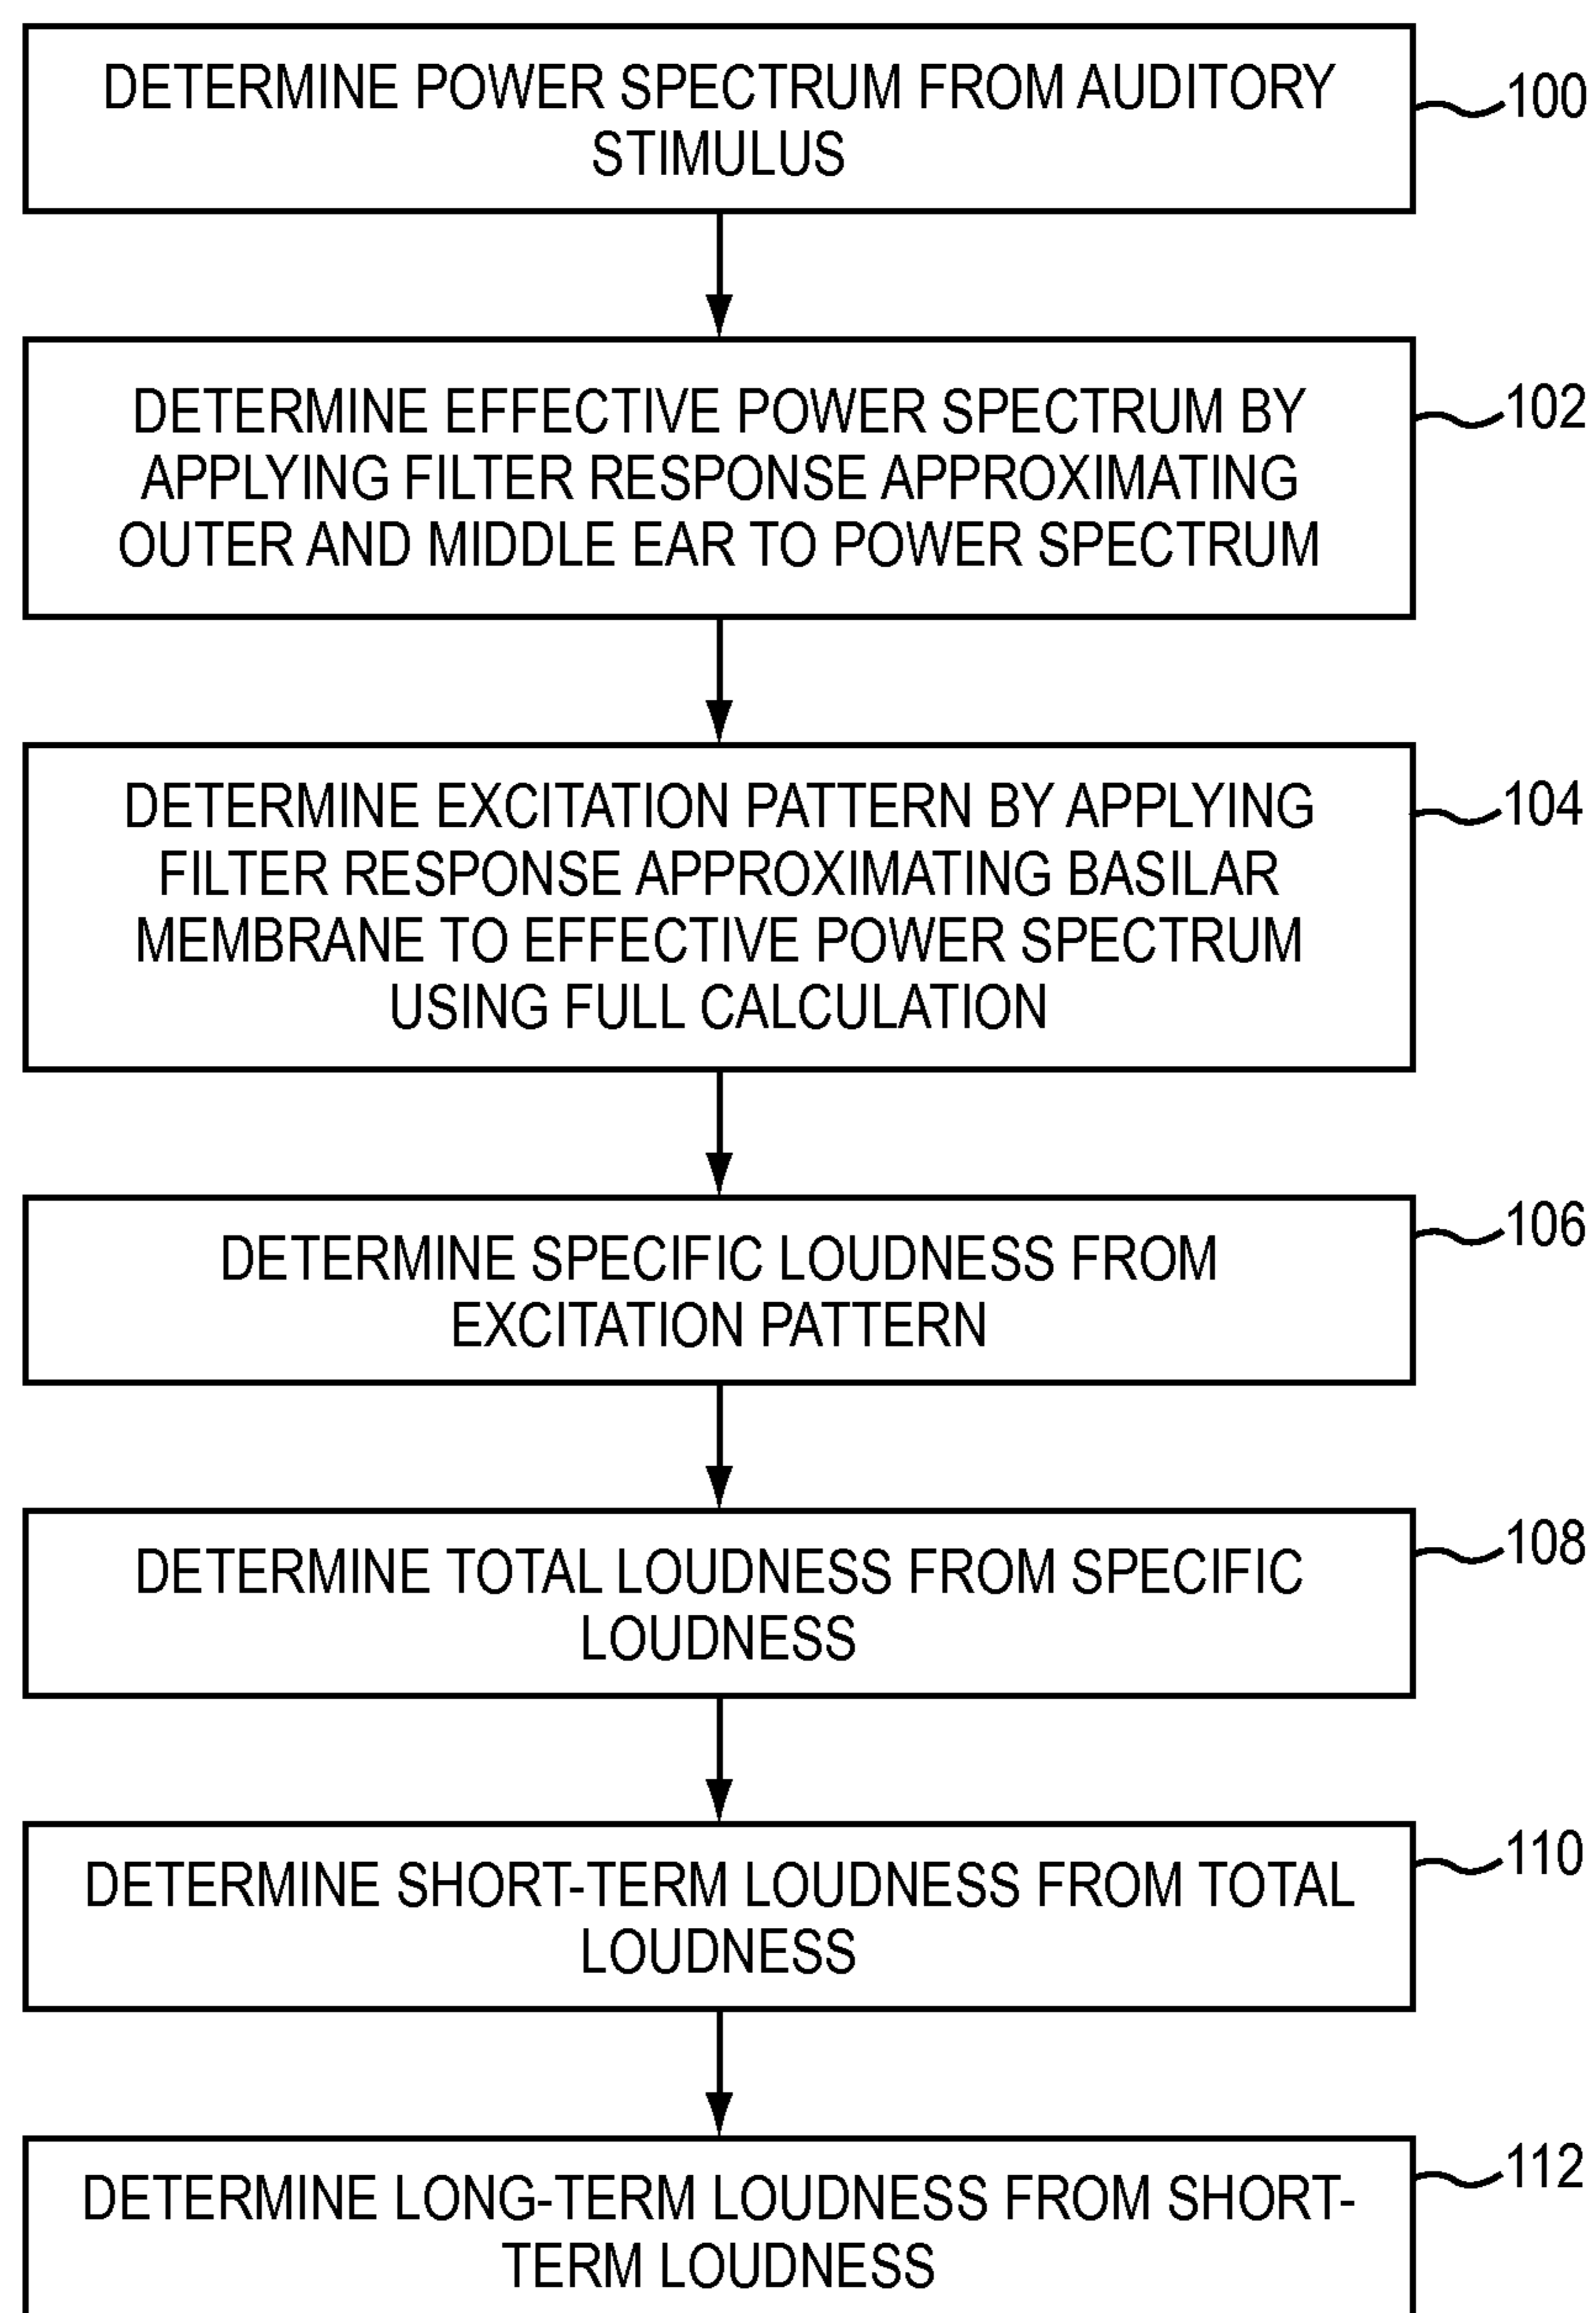 DETERMINE POWER SPECTRUM FROM AUDITORY
STIMULUS
100
DETERMINE EFFECTIVE POWER SPECTRUM BY
APPLYING FILTER RESPONSE APPROXIMATING
OUTER AND MIDDLE EAR TO POWER SPECTRUM
102
DETERMINE EXCITATION PATTERN BY APPLYING
FILTER RESPONSE APPROXIMATING BASILAR
MEMBRANE TO EFFECTIVE POWER SPECTRUM
USING FULL CALCULATION
104
DETERMINE SPECIFIC LOUDNESS FROM
EXCITATION PATTERN
106
DETERMINE TOTAL LOUDNESS FROM SPECIFIC
LOUDNESS
108
DETERMINE SHORT-TERM LOUDNESS FROM TOTAL
LOUDNESS
110
DETERMINE LONG-TERM LOUDNESS FROM SHORT-
TERM LOUDNESS
112